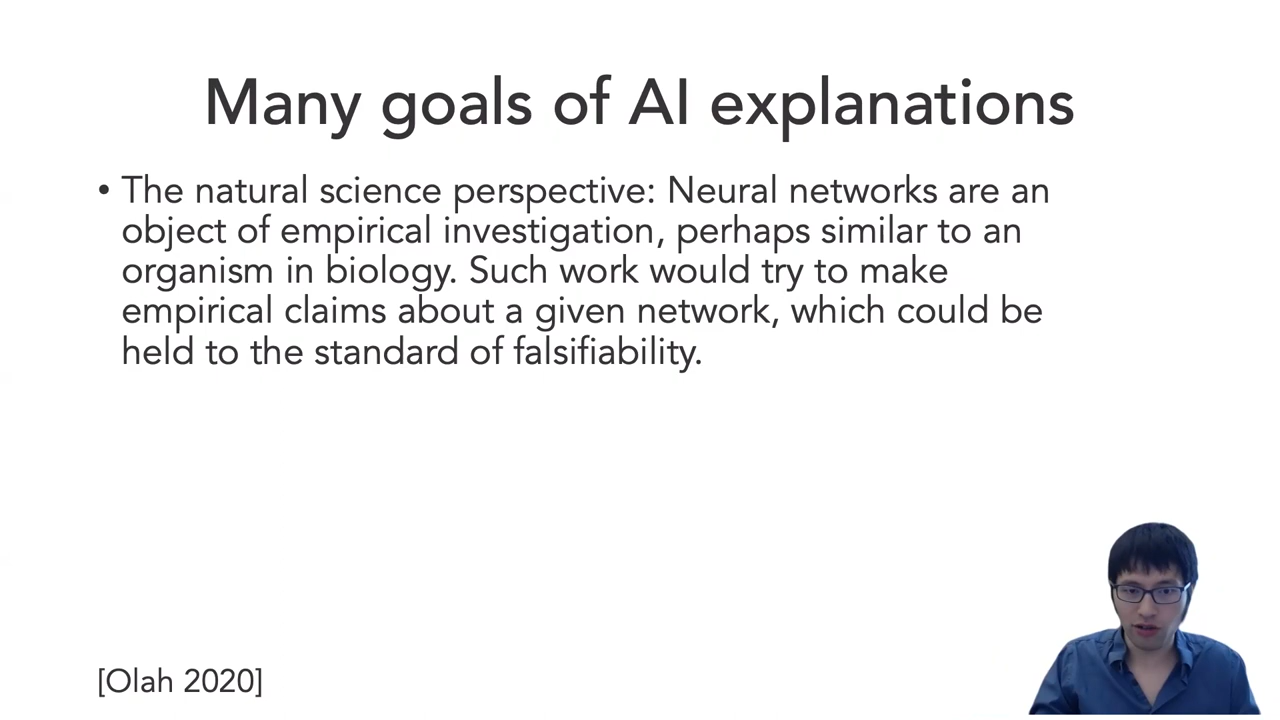 Many goals of AI explanations
• The natural science perspective: Neural networks are an
object of empirical investigation, perhaps similar to an
organism in biology. Such work would try to make
empirical claims about a given network, which could be
held to the standard of falsifiability.
[Olah 2020]